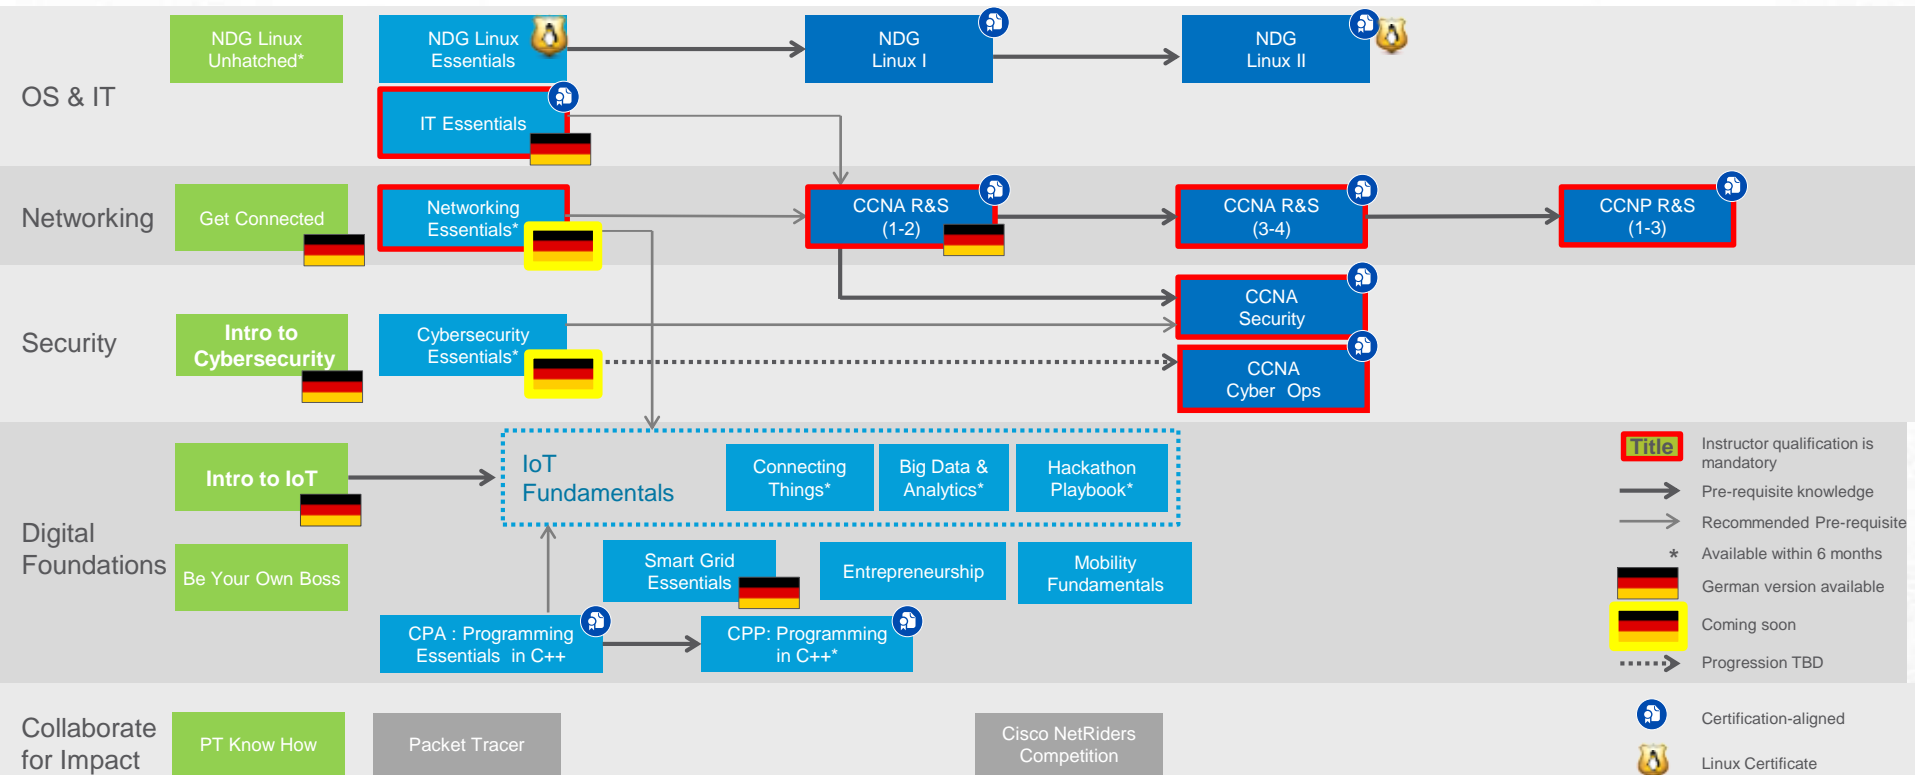 OS & IT
NDG Linux
Unhatched*
NDG Linux
Essentials
NDG
Linux I
NDG
Linux II
IT Essentials
Networking
Get Connected
Networking
Essentials*
CCNA R&S
(1-2)
CCNA R&S
(3-4)
CCNP R&S
(1-3)
Security
Intro to
Cybersecurity
Cybersecurity
Essentials*
CCNA
Security
CCNA
Cyber Ops
Digital
Foundations
Intro to IoT
IoT
Fundamentals
Connecting
Things*
Big Data &
Analytics*
Hackathon
Playbook*
Be Your Own Boss
Smart Grid
Essentials
Entrepreneurship
Mobility
Fundamentals
CPA : Programming
Essentials in C++
CPP: Programming
in C++*
Title
Instructor qualification is
mandatory
Pre-requisite knowledge
Recommended Pre-requisite
* Available within 6 months
German version available
Coming soon
Progression TBD
Collaborate
for Impact
PT Know How
Packet Tracer
Cisco NetRiders
Competition
Certification-aligned
Linux Certificate